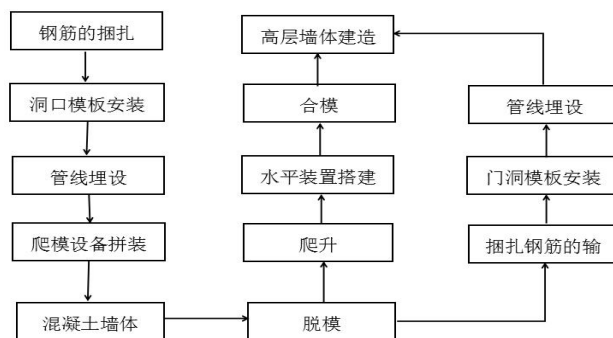 钢筋的捆扎
洞口模板安装
管线埋设
爬模设备拼装
混凝土墙体
高层墙体建造
合模
水平装置搭建
爬升
脱模
管线埋设
门洞模板安装
捆扎钢筋的输